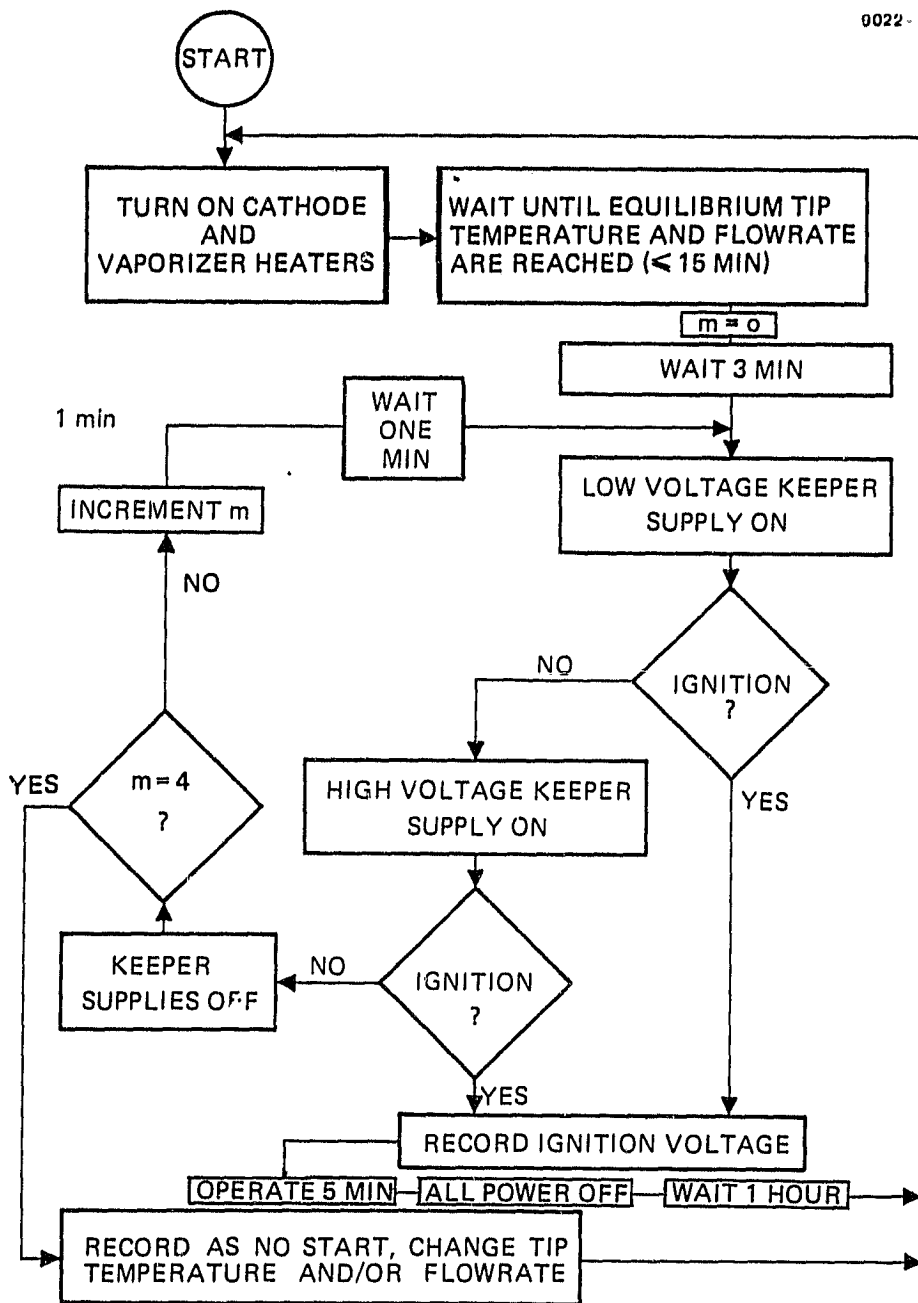 0022-
START
TURN ON CATHODE
AND
VAPORIZER HEATERS
WAIT UNTIL EQUILIBRIUM TIP
TEMPERATURE AND FLOWRATE
ARE REACHED (≤ 15 MIN)
m = o
WAIT 3 MIN
1 min
WAIT
ONE
MIN
INCREMENT m
LOW VOLTAGE KEEPER
SUPPLY ON
NO
NO
IGNITION
?
YES
m = 4
?
HIGH VOLTAGE KEEPER
SUPPLY ON
YES
KEEPER
SUPPLIES OFF
NO
IGNITION
?
YES
RECORD IGNITION VOLTAGE
OPERATE 5 MIN
ALL POWER OFF
WAIT 1 HOUR
RECORD AS NO START, CHANGE TIP
TEMPERATURE AND/OR FLOWRATE